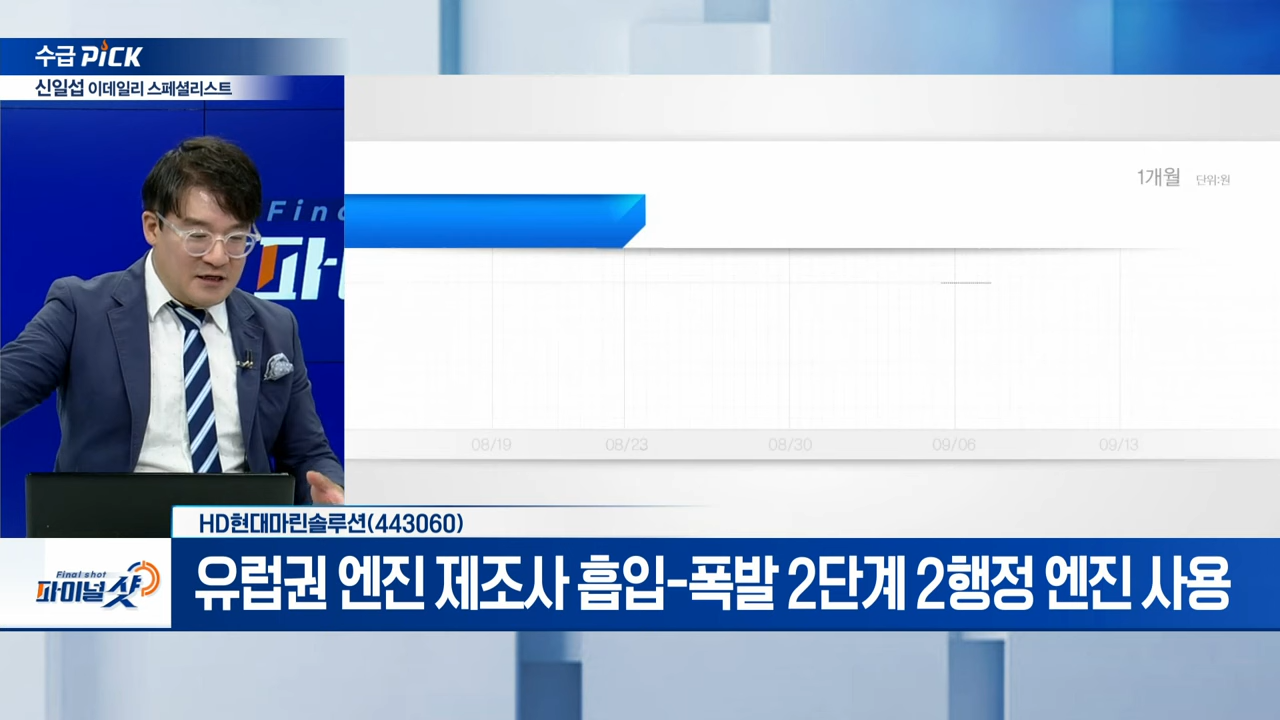 수급 PICK
신일섭 이데일리 스페셜리스트
Final
파이
1개월 단위:원
08/19 08/23 08/30 09/06 09/13
HD현대마린솔루션(443060)
Final shot
파이널샷
유럽권 엔진 제조사 흡입-폭발 2단계 2행정 엔진 사용